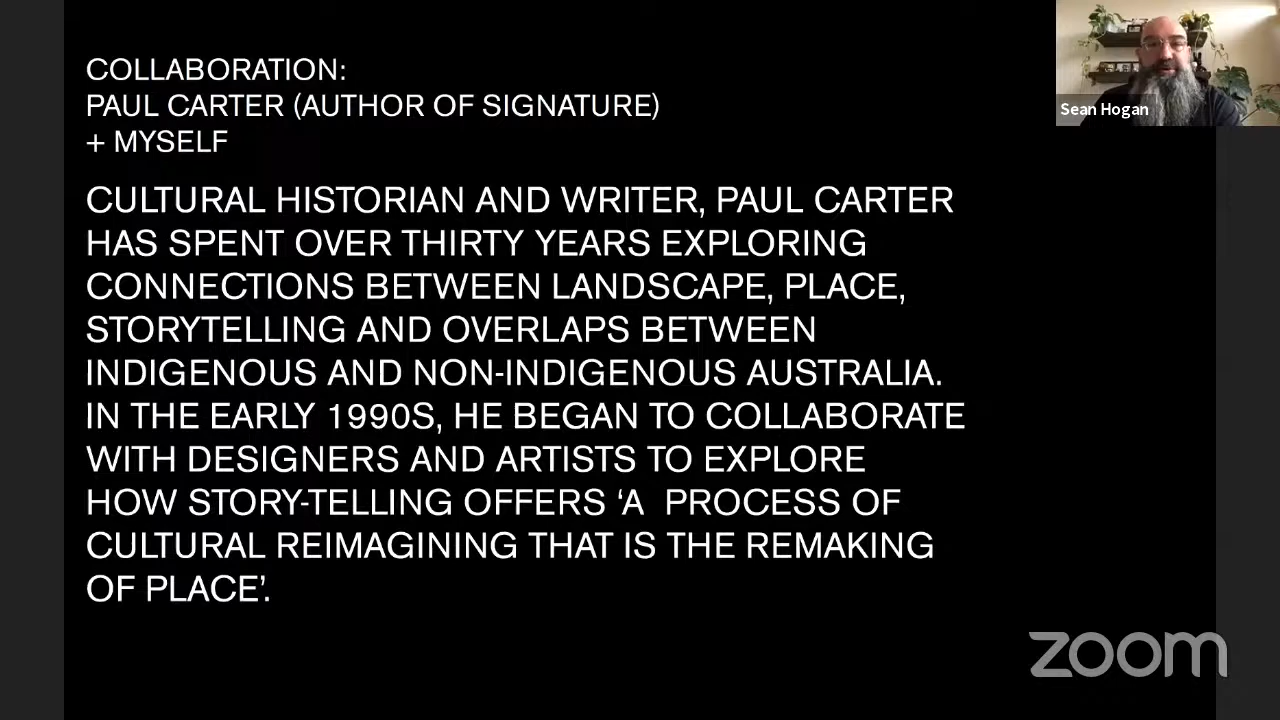 COLLABORATION:
PAUL CARTER (AUTHOR OF SIGNATURE)
+ MYSELF
CULTURAL HISTORIAN AND WRITER, PAUL CARTER
HAS SPENT OVER THIRTY YEARS EXPLORING
CONNECTIONS BETWEEN LANDSCAPE, PLACE,
STORYTELLING AND OVERLAPS BETWEEN
INDIGENOUS AND NON-INDIGENOUS AUSTRALIA.
IN THE EARLY 1990S, HE BEGAN TO COLLABORATE
WITH DESIGNERS AND ARTISTS TO EXPLORE
HOW STORY-TELLING OFFERS ‘A  PROCESS OF
CULTURAL REIMAGINING THAT IS THE REMAKING
OF PLACE’.
Sean Hogan
zoom